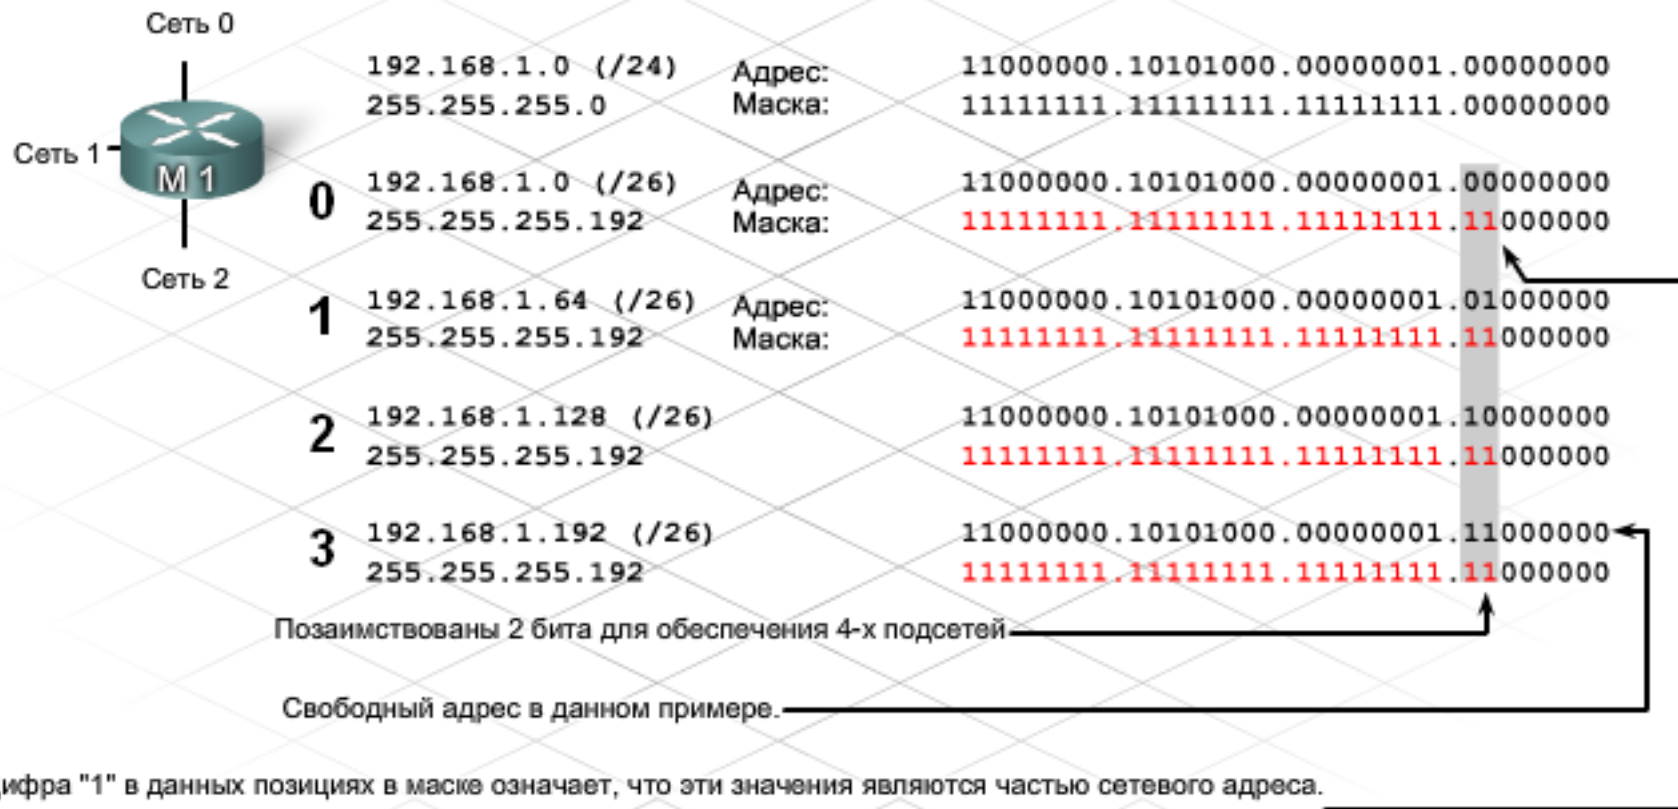 Сеть 0
192.168.1.0 (/24) Адрес: 11000000.10101000.00000001.00000000
255.255.255.0 Маска: 11111111.11111111.11111111.00000000
Сеть 1
М 1
0
192.168.1.0 (/26) Адрес: 11000000.10101000.00000001.00000000
255.255.255.192 Маска: 11111111.11111111.11111111.11000000
Сеть 2
1
192.168.1.64 (/26) Адрес: 11000000.10101000.00000001.01000000
255.255.255.192 Маска: 11111111.11111111.11111111.11000000
2
192.168.1.128 (/26) 11000000.10101000.00000001.10000000
255.255.255.192 11111111.11111111.11111111.11000000
3
192.168.1.192 (/26) 11000000.10101000.00000001.11000000
255.255.255.192 11111111.11111111.11111111.11000000
Позаимствованы 2 бита для обеспечения 4-х подсетей
Свободный адрес в данном примере.
ифра "1" в данных позициях в маске означает, что эти значения являются частью сетевого адреса.